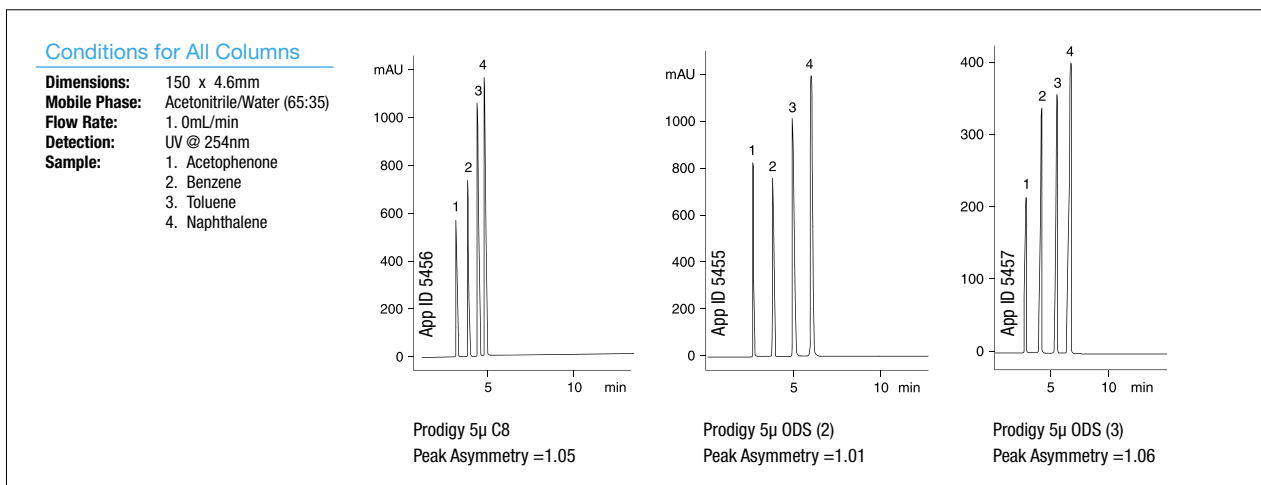 Conditions for All Columns
Dimensions: 150 x 4.6mm
Mobile Phase: Acetonitrile/Water (65:35)
Flow Rate: 1. 0mL/min
Detection: UV @ 254nm
Sample: 1. Acetophenone
2. Benzene
3. Toluene
4. Naphthalene
mAU
1000
800
600
400
200
0
5
10
min
1
2
3
4
App ID 5456
Prodigy 5µ C8
Peak Asymmetry =1.05
mAU
1000
800
600
400
200
0
5
10
min
1
2
3
4
App ID 5455
Prodigy 5µ ODS (2)
Peak Asymmetry =1.01
400
300
200
100
0
5
10
min
1
2
3
4
App ID 5457
Prodigy 5µ ODS (3)
Peak Asymmetry =1.06